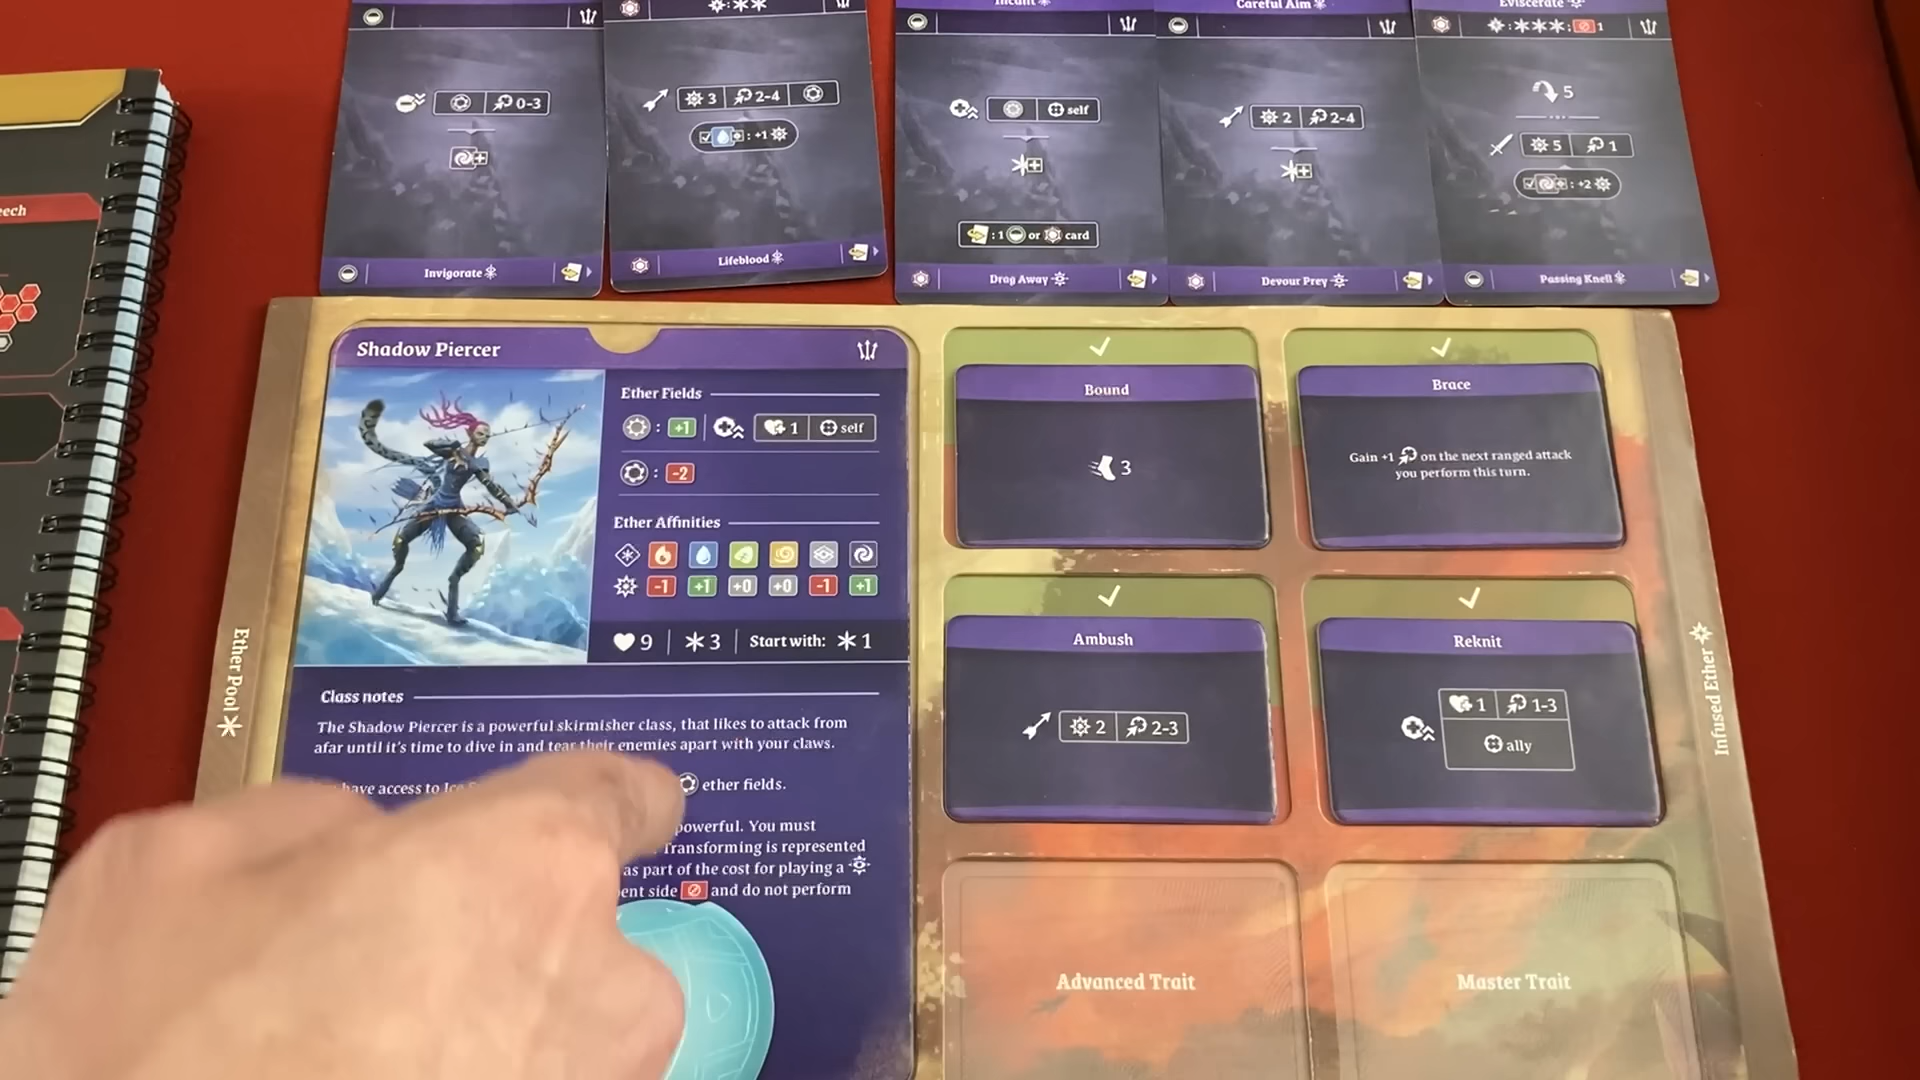 Incant
Careful Aim
Eviscerate
1
0-3
3
2-4
+1
self
: 1 or card
2
2-4
5
5
1
: +2
Invigorate
Lifeblood
Drag Away
Devour Prey
Passing Knell
eech
Shadow Piercer
Ether Fields
: +1
1
self
: -2
Ether Affinities
-1 +1 +0 +0 -1 +1
9
3
Start with: 1
Class notes
The Shadow Piercer is a powerful skirmisher class, that likes to attack from
afar until it's time to dive in and tear their enemies apart with your claws.
have access to Ice
ether fields.
powerful. You must
Transforming is represented
as part of the cost for playing a
side and do not perform
Ether Pool
Bound
3
Brace
Gain +1 on the next ranged attack
you perform this turn.
Ambush
2
2-3
Reknit
1
1-3
ally
Advanced Trait
Master Trait
Infused Ether